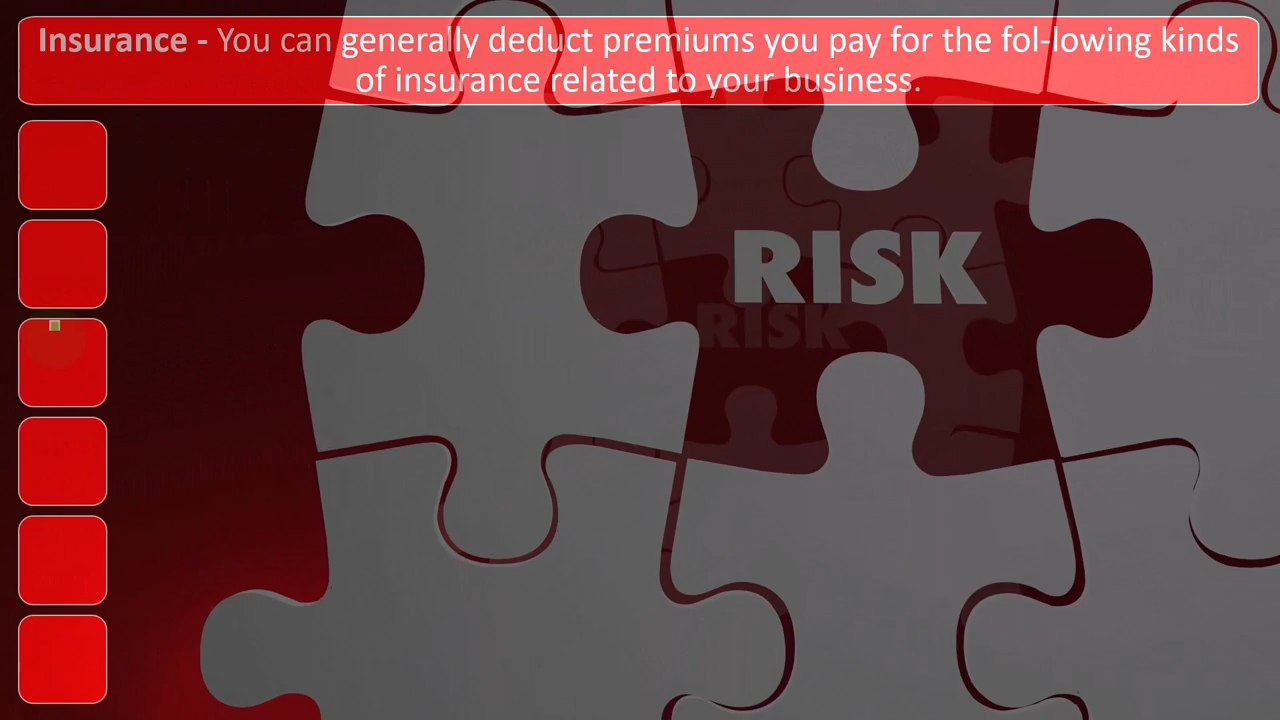 Insurance - You can generally deduct premiums you pay for the fol-lowing kinds
of insurance related to your business.
RISK
RISK